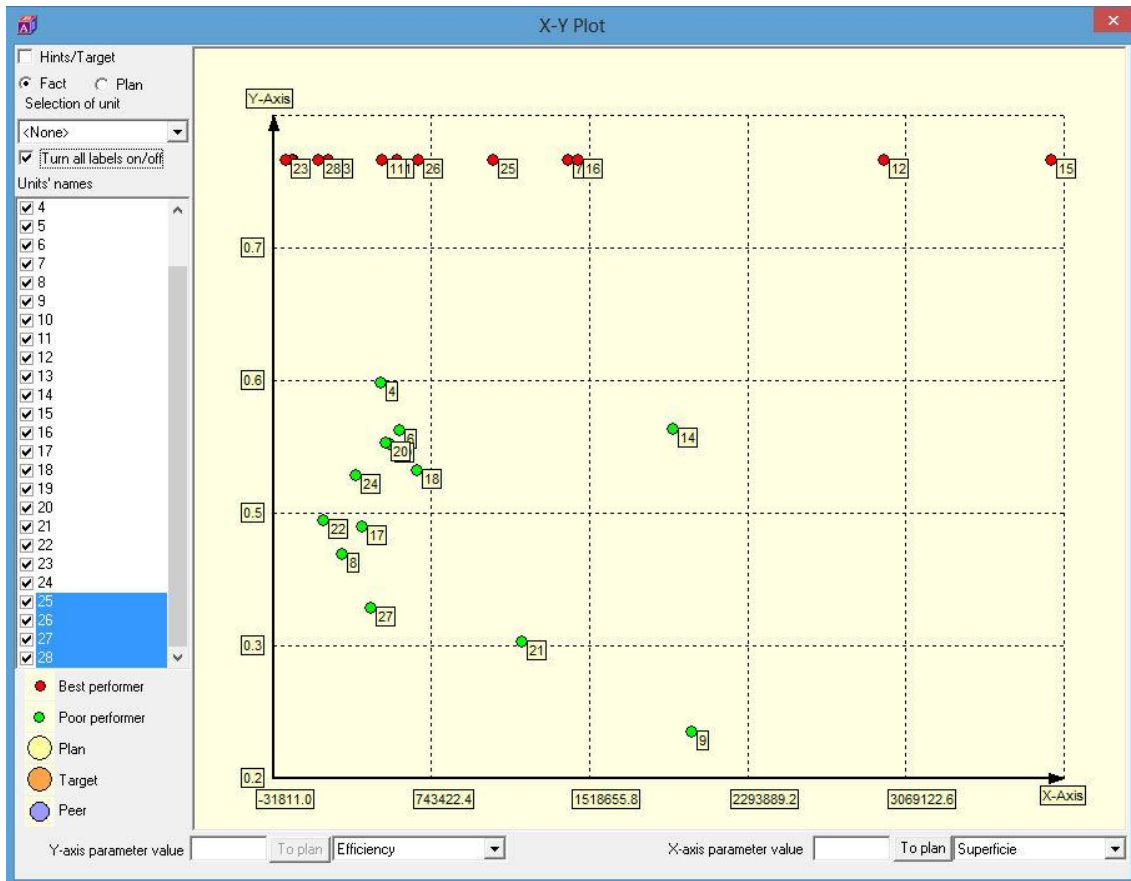 X-Y Plot
Hints/Target
Fact Plan
Selection of unit
<None>
Turn all labels on/off
Units' names
4
5
6
7
8
9
10
11
12
13
14
15
16
17
18
19
20
21
22
23
24
25
26
27
28
Best performer
Poor performer
Plan
Target
Peer
Y-Axis
23 28 3 11 1 26 25 7 16 12 15
0.7
0.6
4
6
14
20
18
24
0.5
22
17
8
27
0.3
21
9
0.2
-31811.0 743422.4 1518655.8 2293889.2 3069122.6 X-Axis
Y-axis parameter value To plan Efficiency X-axis parameter value To plan Superficie